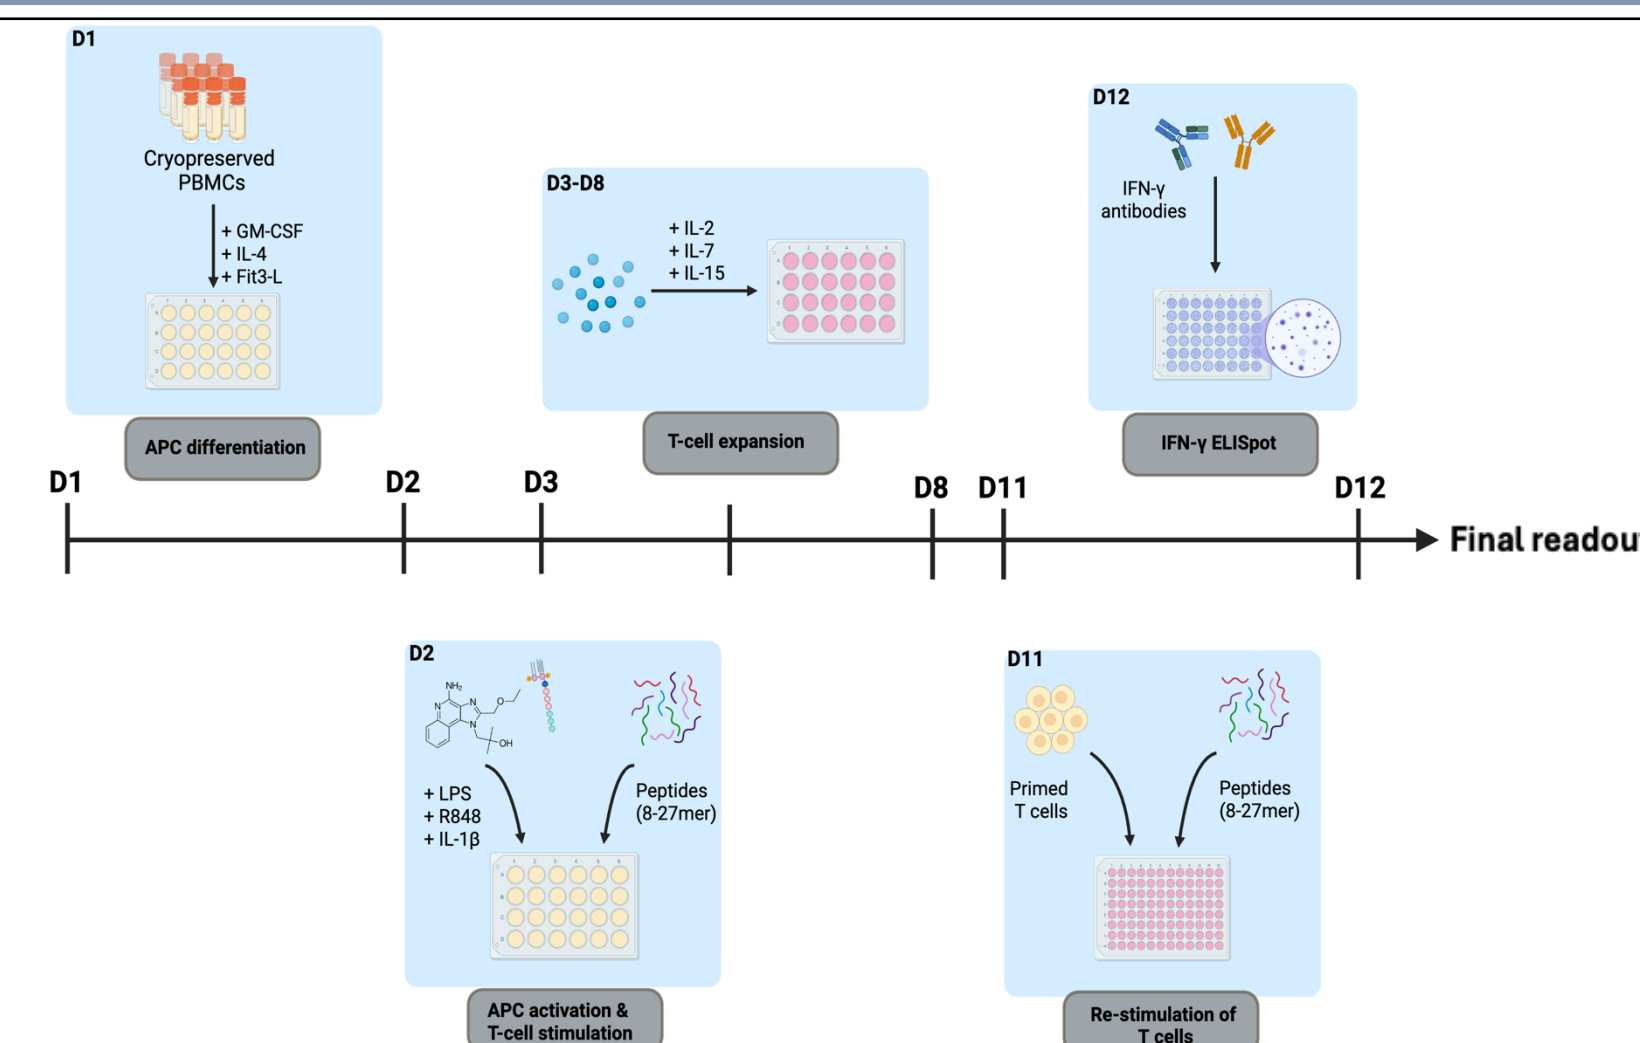 D1
Cryopreserved
PBMCs
+ GM-CSF
+ IL-4
+ Fit3-L
APC differentiation
D3-D8
+ IL-2
+ IL-7
+ IL-15
T-cell expansion
D12
IFN-γ
antibodies
IFN-γ ELISpot
D1
D2
D3
D8
D11
D12
Final readou
D2
NH₂
N
N
N
O
OH
+ LPS
+ R848
+ IL-1β
Peptides
(8-27mer)
APC activation &
T-cell stimulation
D11
Primed
T cells
Peptides
(8-27mer)
Re-stimulation of
T cells